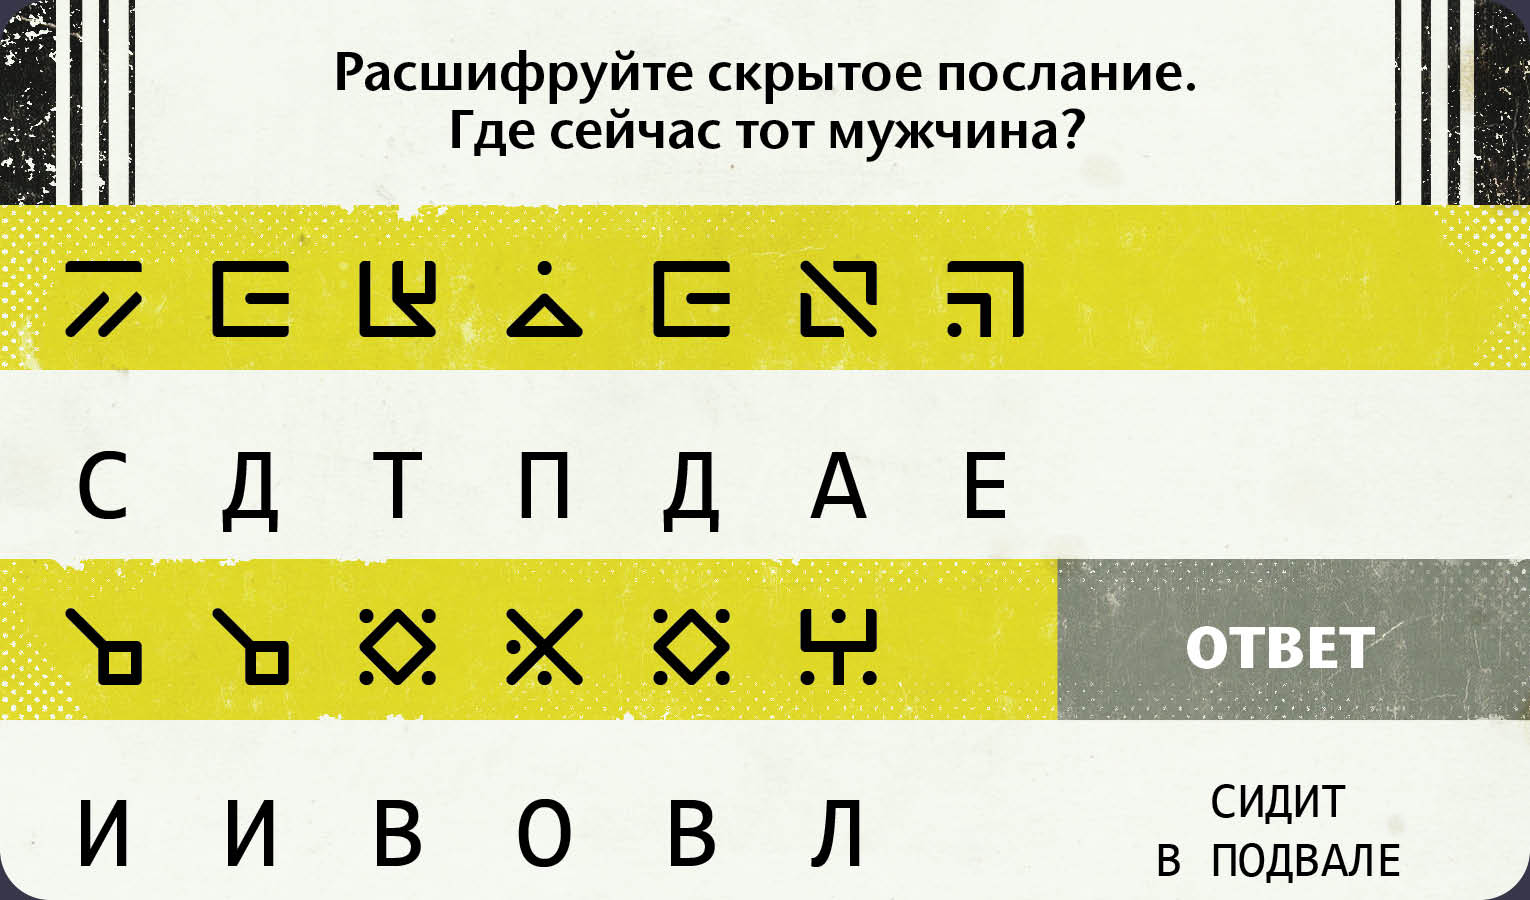 Расшифруйте скрытое послание.
Где сейчас тот мужчина?
С Д Т П Д А Е
И И В О В Л
ОТВЕТ
СИДИТ
В ПОДВАЛЕ